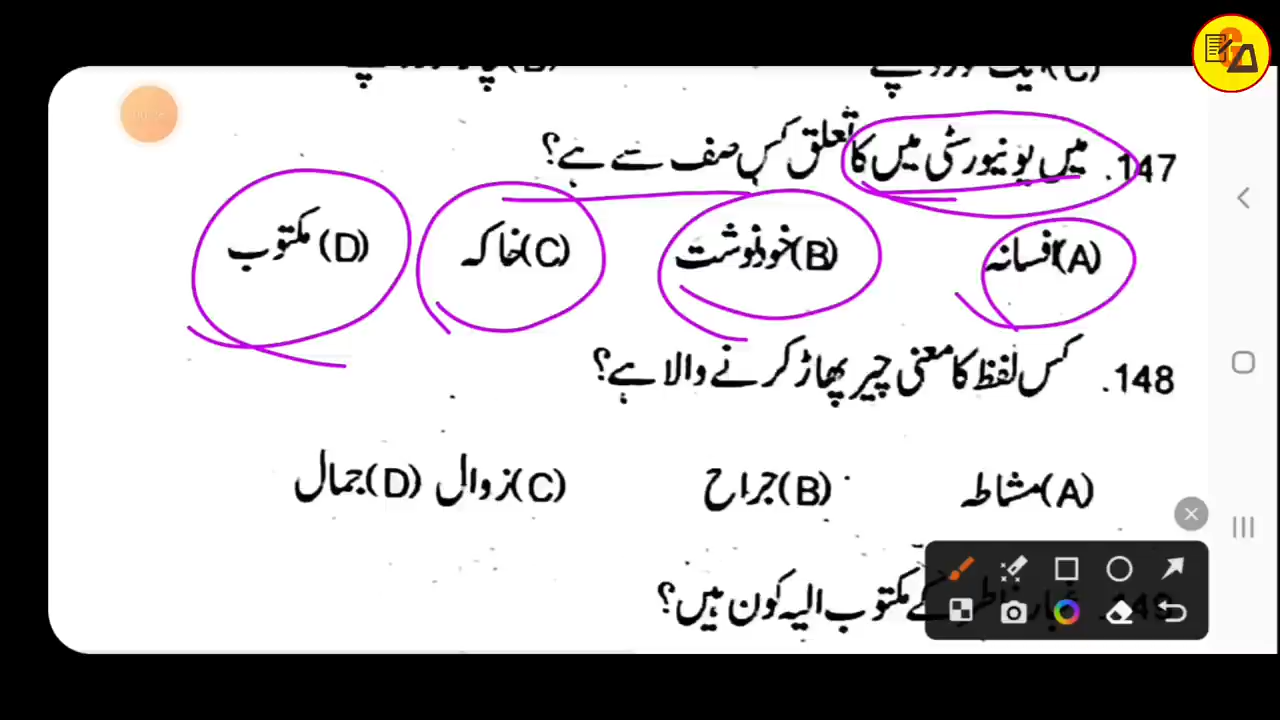 147. میں یونیورسٹی میں کا تعلق کس صنف سے ہے؟
(A) افسانہ (B) خودنوشت (C) خاکہ (D) مکتوب
148. کس لفظ کا معنی چیر پھاڑ کرنے والا ہے؟
(A) مشاطہ (B) جراح (C) زوال (D) جمال
149. کے مکتوب الیہ کون ہیں؟